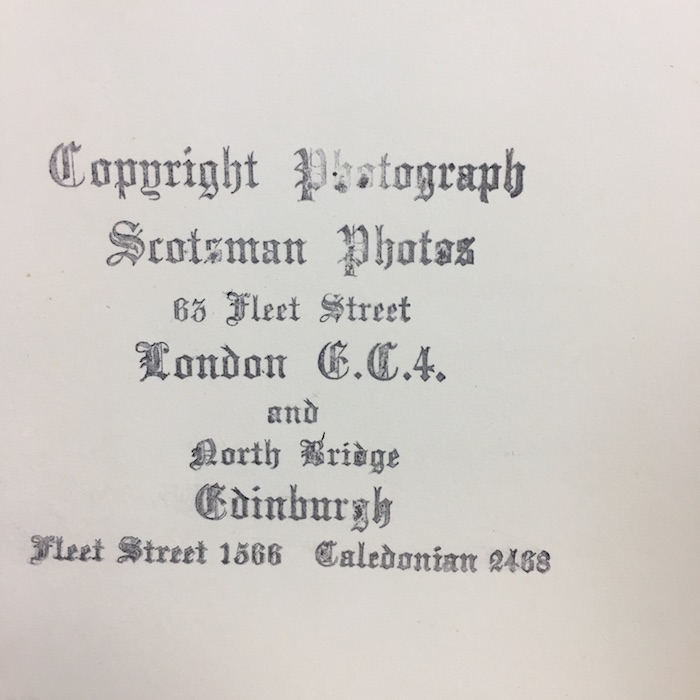 Copyright Photograph
Scotsman Photos
63 Fleet Street
London E.C.4.
and
North Bridge
Edinburgh
Fleet Street 1566 Caledonian 2468